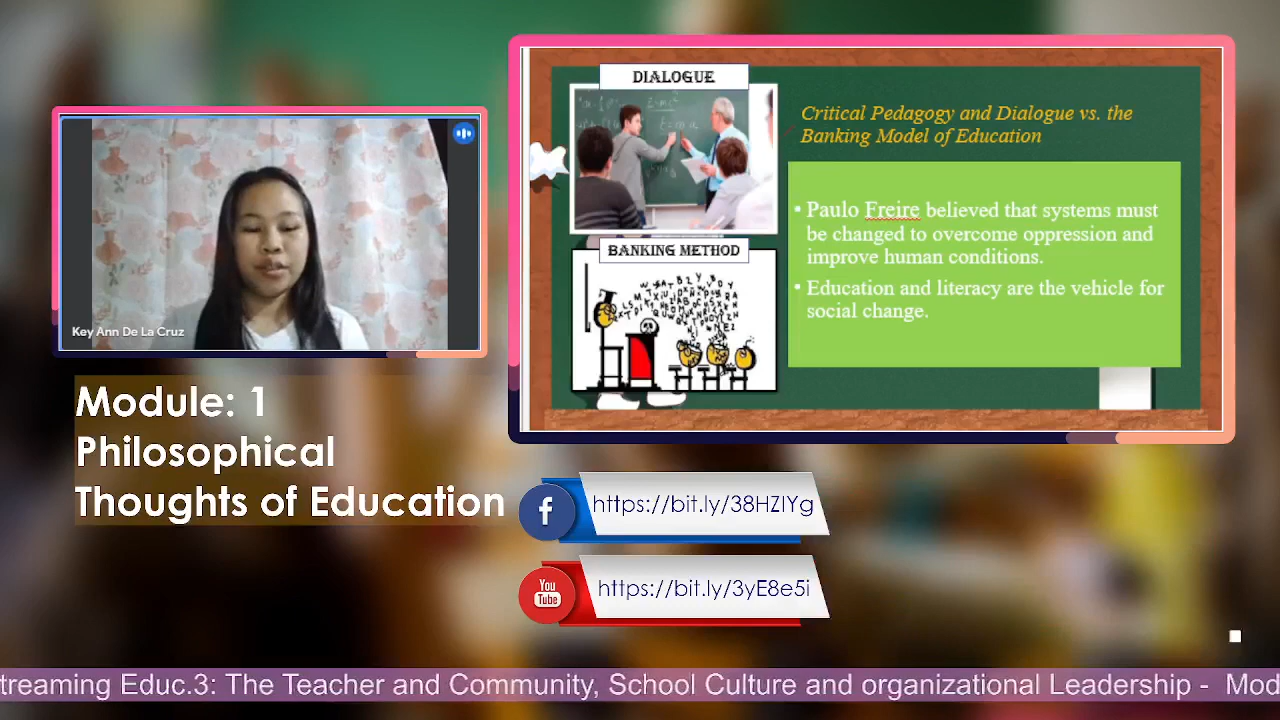 Key Ann De La Cruz
Module: 1
Philosophical
Thoughts of Education
DIALOGUE
BANKING METHOD
Critical Pedagogy and Dialogue vs. the
Banking Model of Education
• Paulo Freire believed that systems must
be changed to overcome oppression and
improve human conditions.
• Education and literacy are the vehicle for
social change.
https://bit.ly/38HZIYg
You
Tube
https://bit.ly/3yE8e5i
treaming Educ.3: The Teacher and Community, School Culture and organizational Leadership - Mod